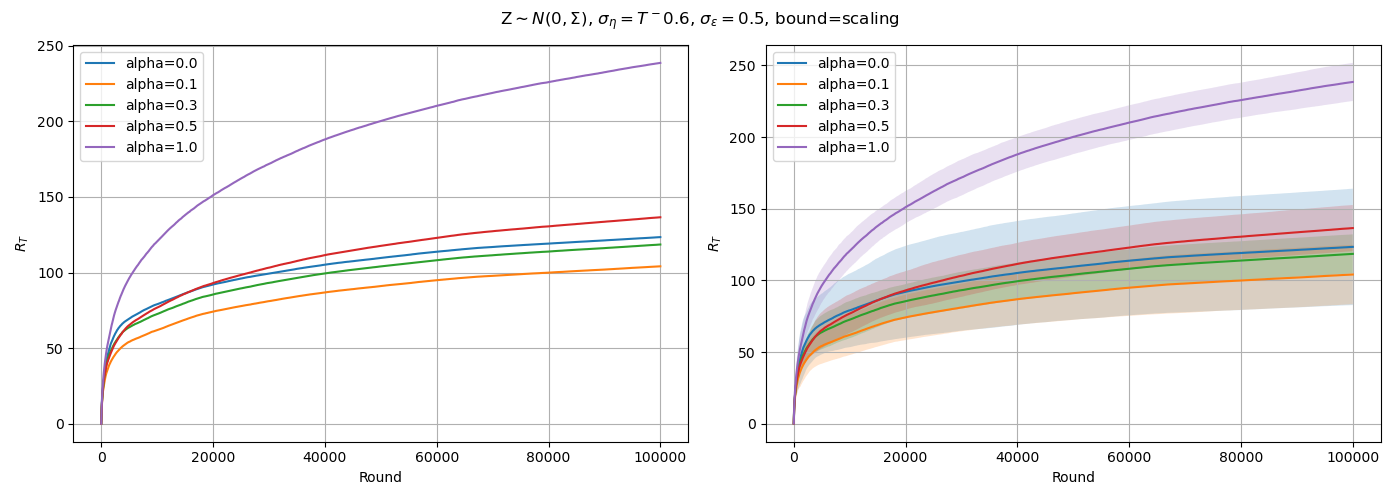 Z ∼ N(0, Σ), σ_η = T⁻0.6, σ_ε = 0.5, bound=scaling
alpha=0.0
alpha=0.1
alpha=0.3
alpha=0.5
alpha=1.0
250
200
150
100
50
0
R_T
0 20000 40000 60000 80000 100000
Round
alpha=0.0
alpha=0.1
alpha=0.3
alpha=0.5
alpha=1.0
250
200
150
100
50
0
R_T
0 20000 40000 60000 80000 100000
Round